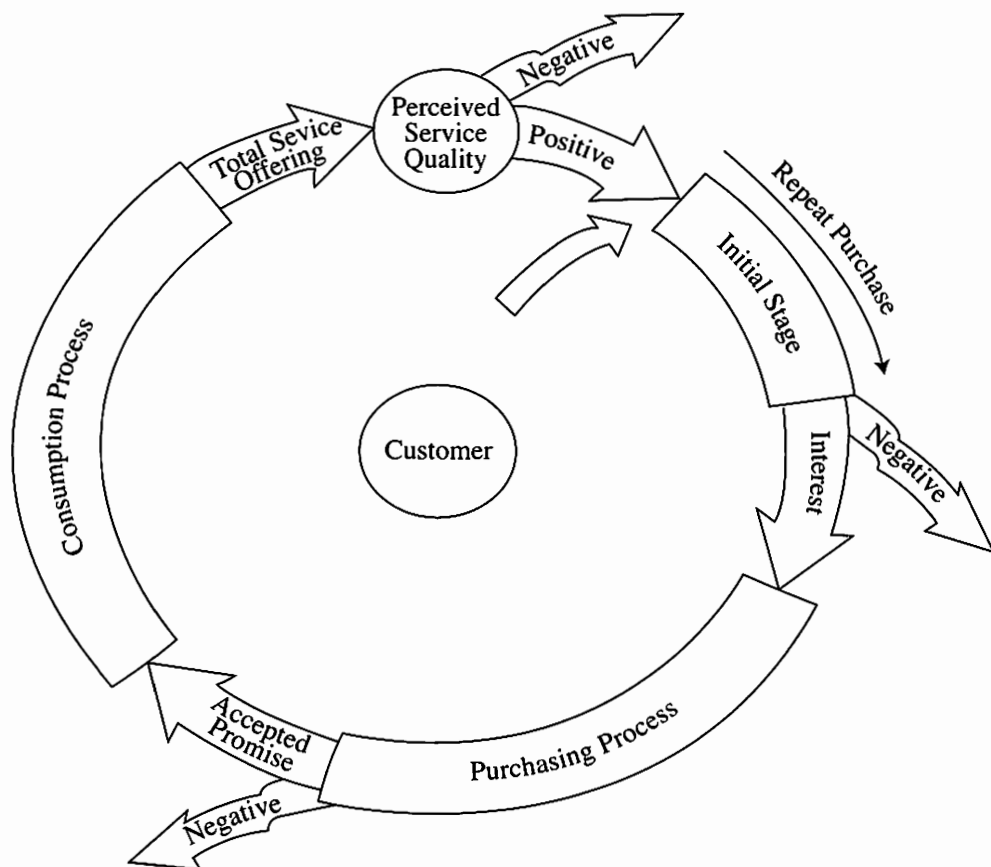 Negative
Perceived
Service
Quality
Positive
Total Sevice
Offering
Repeat Purchase
Initial Stage
Consumption Process
Customer
Interest
Negative
Accepted
Promise
Purchasing Process
Negative